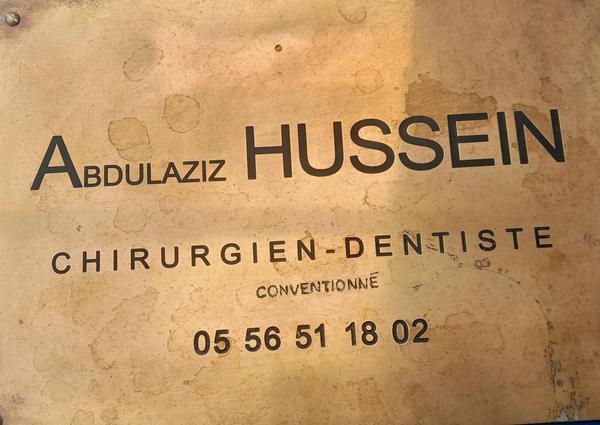 ABDULAZIZ HUSSEIN
CHIRURGIEN-DENTISTE
CONVENTIONNÉ
05 56 51 18 02